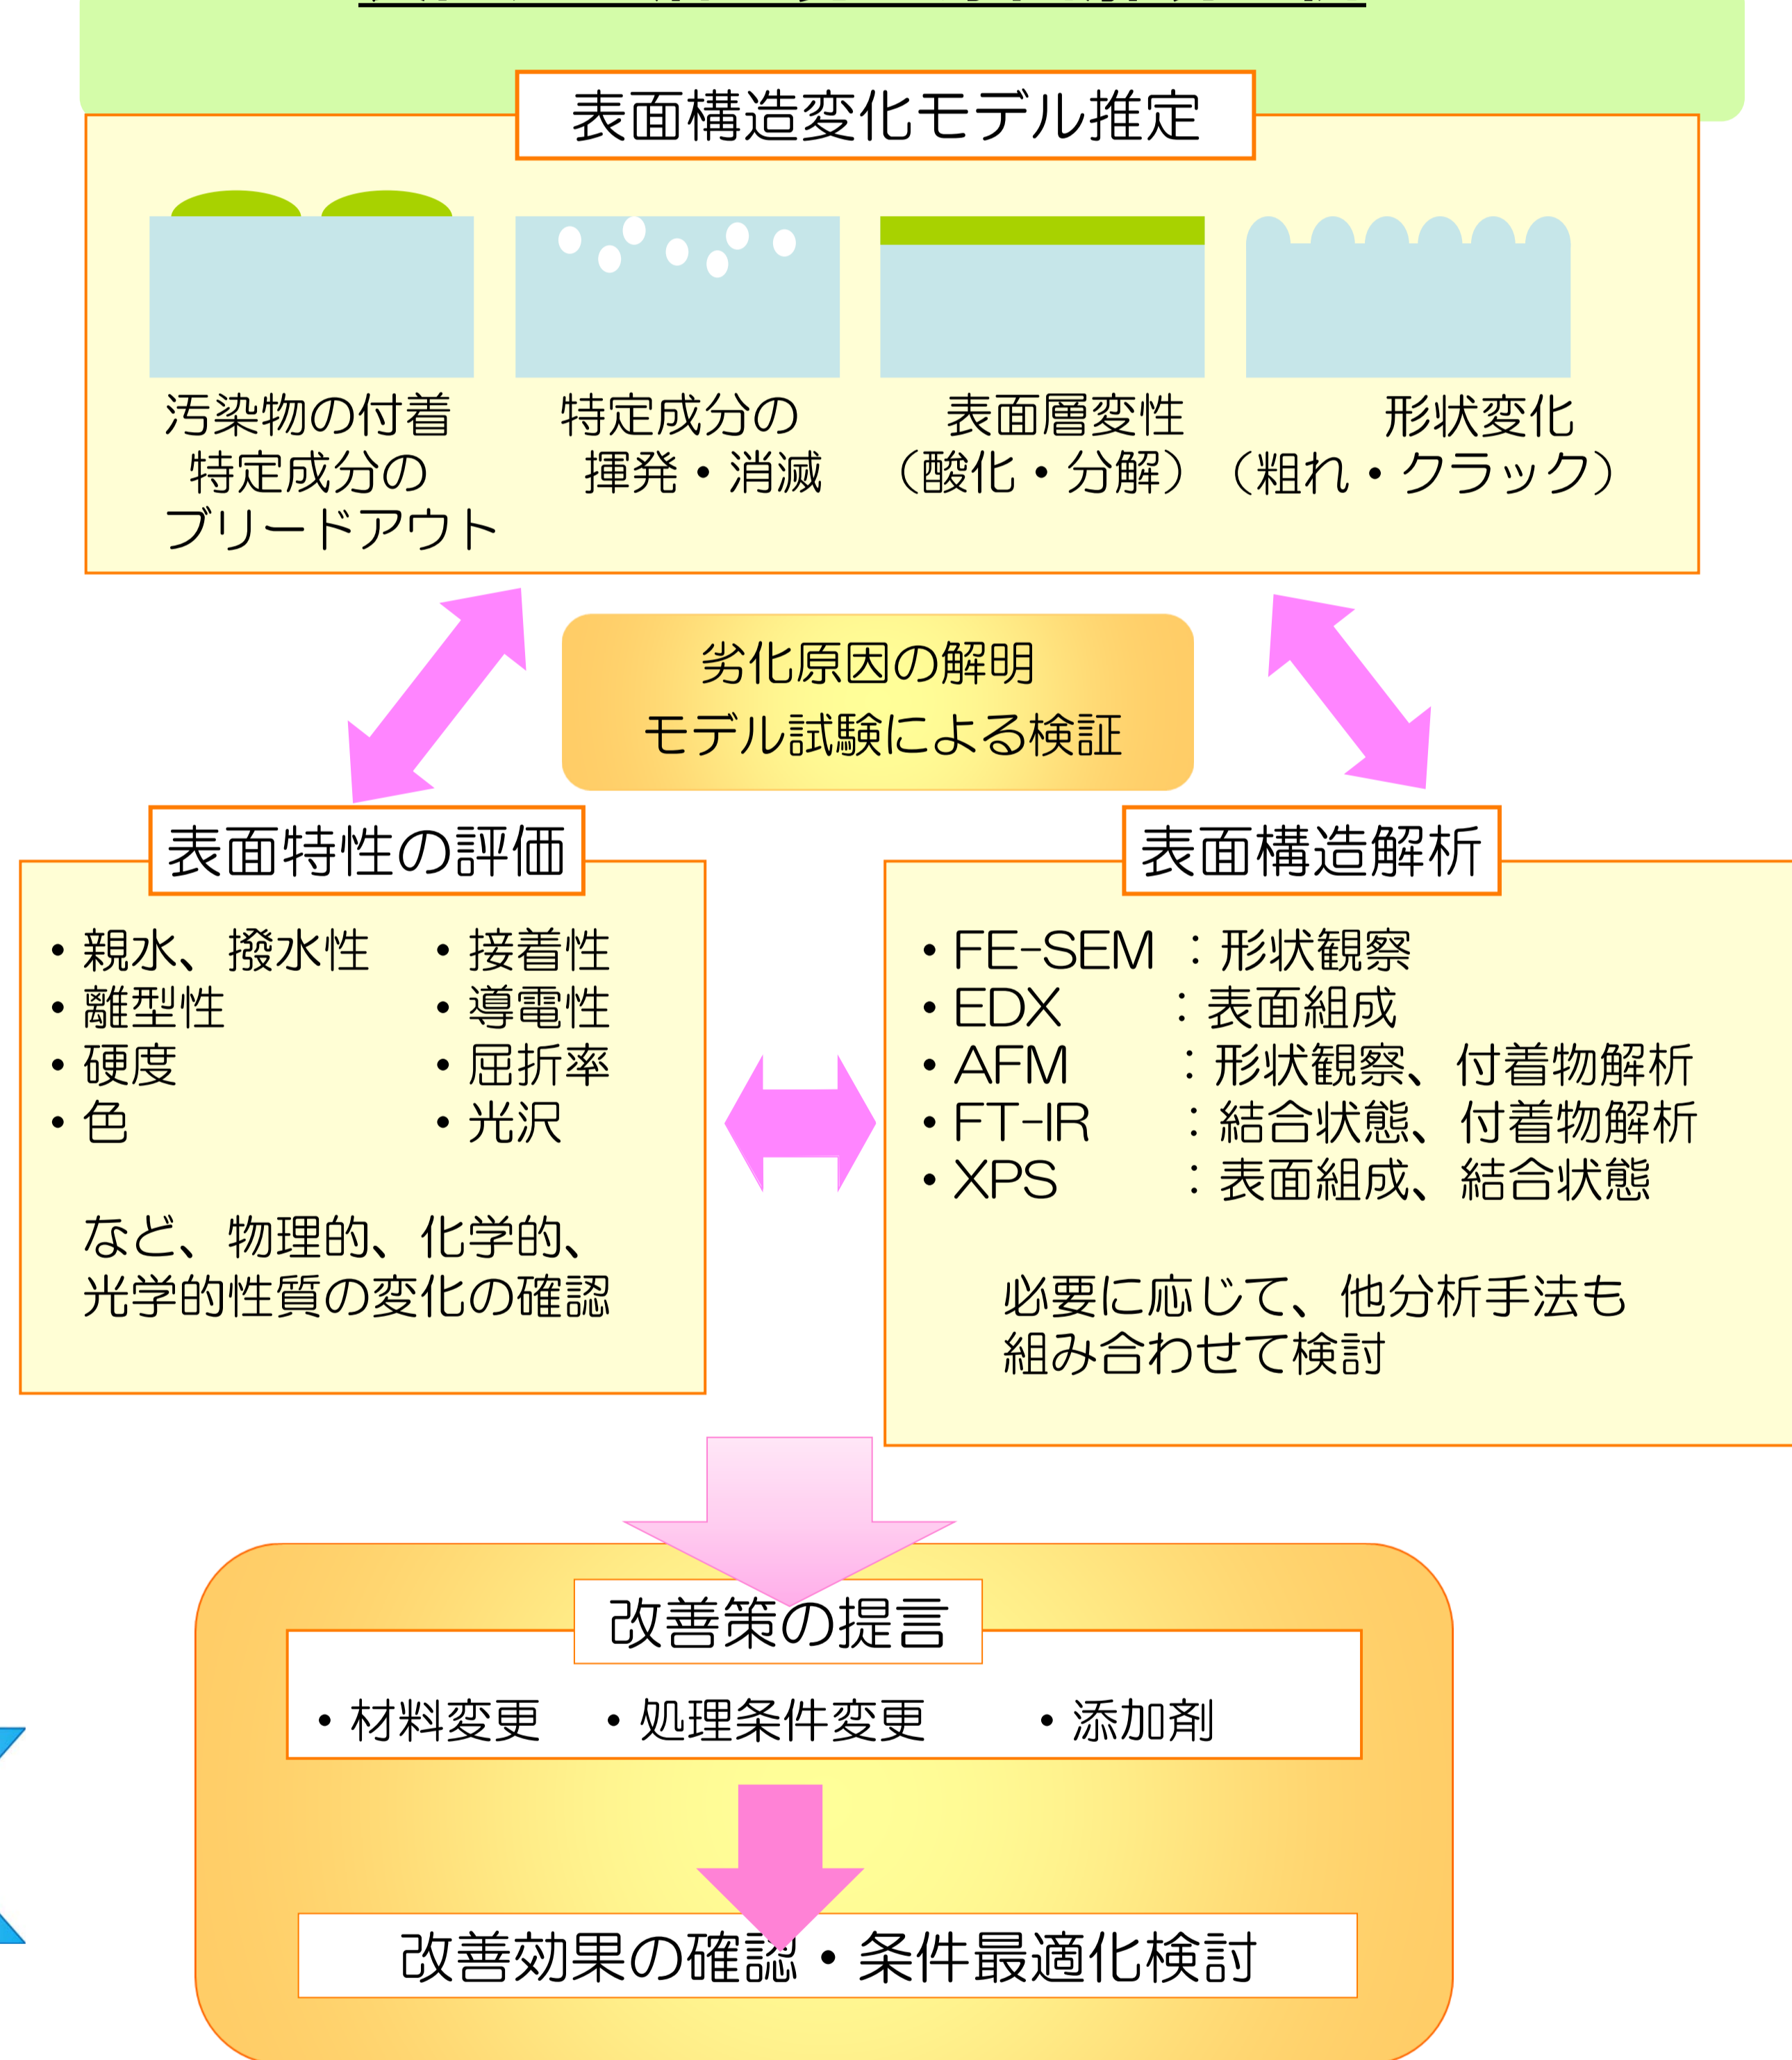 表面構造変化モデル推定
汚染物の付着
特定成分の
ブリードアウト
特定成分の
揮発・消滅
表面層変性
（酸化・分解）
形状変化
（粗れ・クラック）
劣化原因の解明
モデル試験による検証
表面特性の評価
・親水、撥水性 ・接着性
・離型性 ・導電性
・硬度 ・屈折率
・色 ・光沢
など、物理的、化学的、
光学的性質の変化の確認
表面構造解析
・FE-SEM ：形状観察
・EDX ：表面組成
・AFM ：形状観察、付着物解析
・FT-IR ：結合状態、付着物解析
・XPS ：表面組成、結合状態
必要に応じて、他分析手法も
組み合わせて検討
改善策の提言
・材料変更 ・処理条件変更 ・添加剤
改善効果の確認・条件最適化検討